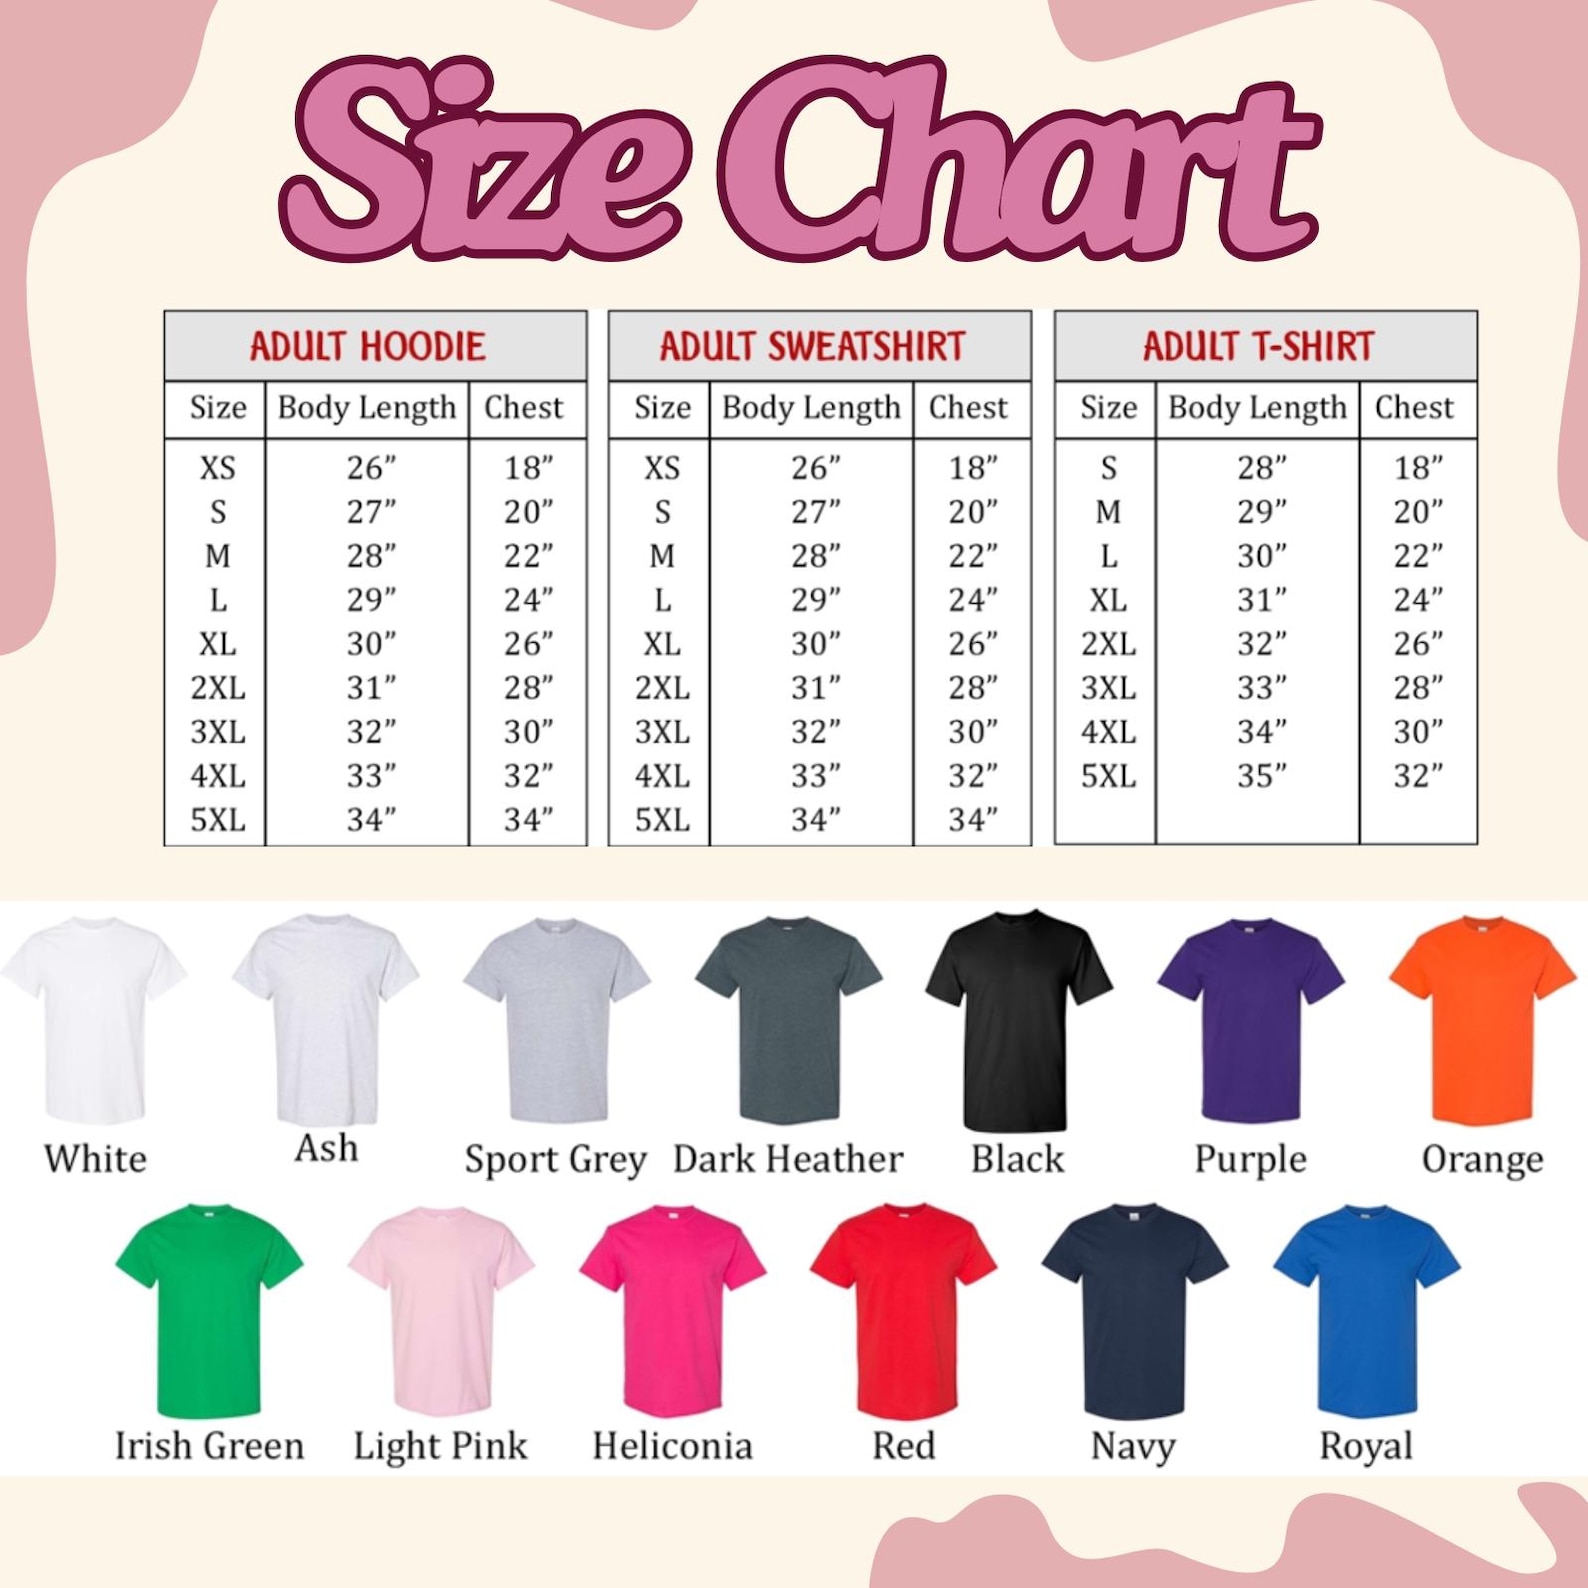 Size Chart
ADULT HOODIE
Size Body Length Chest
XS 26” 18”
S 27” 20”
M 28” 22”
L 29” 24”
XL 30” 26”
2XL 31” 28”
3XL 32” 30”
4XL 33” 32”
5XL 34” 34”
ADULT SWEATSHIRT
Size Body Length Chest
XS 26” 18”
S 27” 20”
M 28” 22”
L 29” 24”
XL 30” 26”
2XL 31” 28”
3XL 32” 30”
4XL 33” 32”
5XL 34” 34”
ADULT T-SHIRT
Size Body Length Chest
S 28” 18”
M 29” 20”
L 30” 22”
XL 31” 24”
2XL 32” 26”
3XL 33” 28”
4XL 34” 30”
5XL 35” 32”
White Ash Sport Grey Dark Heather Black Purple Orange
Irish Green Light Pink Heliconia Red Navy Royal